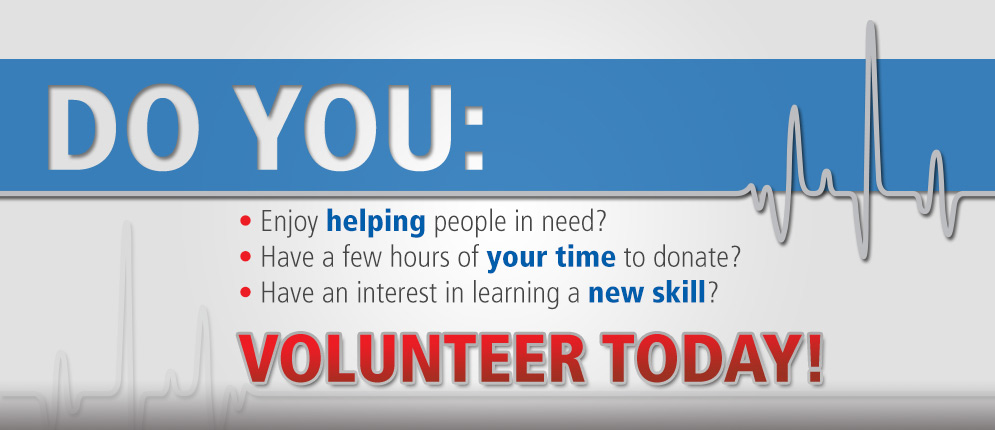 DO YOU:
• Enjoy helping people in need?
• Have a few hours of your time to donate?
• Have an interest in learning a new skill?
VOLUNTEER TODAY!